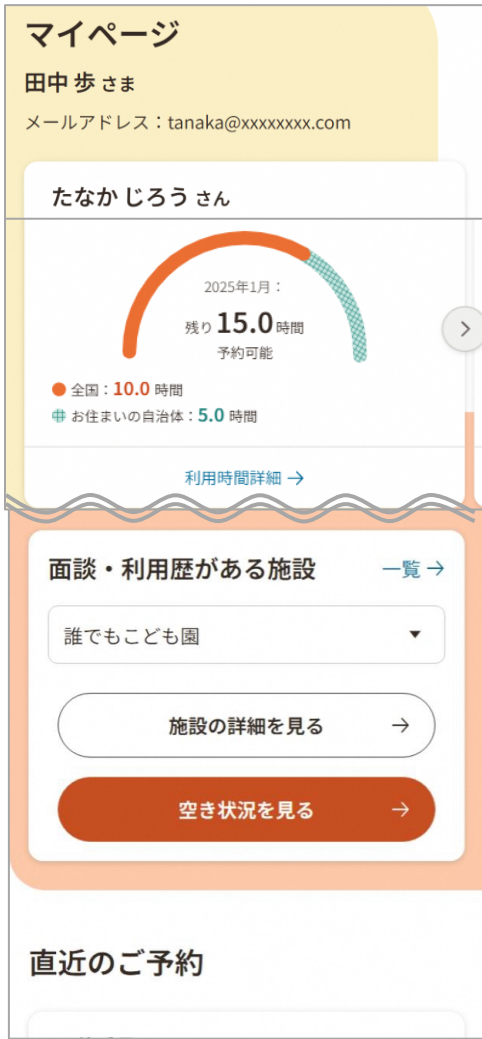 マイページ
田中 歩 さま
メールアドレス：tanaka@xxxxxxxx.com
たなか じろう さん
2025年1月：
残り 15.0 時間
予約可能
全国：10.0 時間
お住まいの自治体：5.0 時間
利用時間詳細 →
面談・利用歴がある施設 一覧 →
誰でもこども園
施設の詳細を見る →
空き状況を見る →
直近のご予約